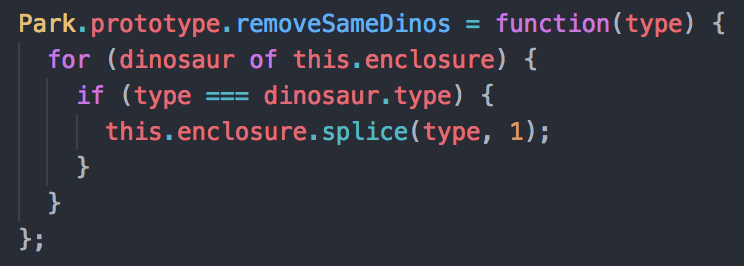 Park.prototype.removeSameDinos = function(type) {
for (dinosaur of this.enclosure) {
if (type === dinosaur.type) {
this.enclosure.splice(type, 1);
}
}
};